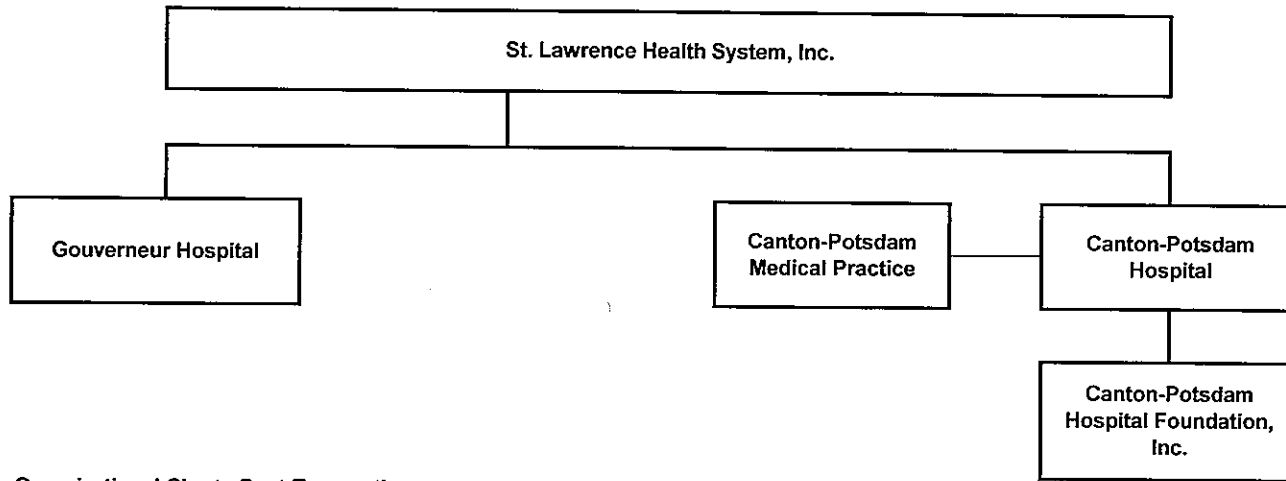 St. Lawrence Health System, Inc.
Gouverneur Hospital
Canton-Potsdam
Medical Practice
Canton-Potsdam
Hospital
Canton-Potsdam
Hospital Foundation,
Inc.